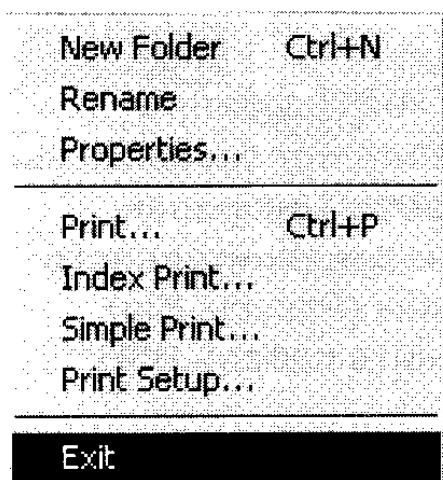 New Folder Ctrl+N
Rename
Properties...
Print... Ctrl+P
Index Print...
Simple Print...
Print Setup...
Exit